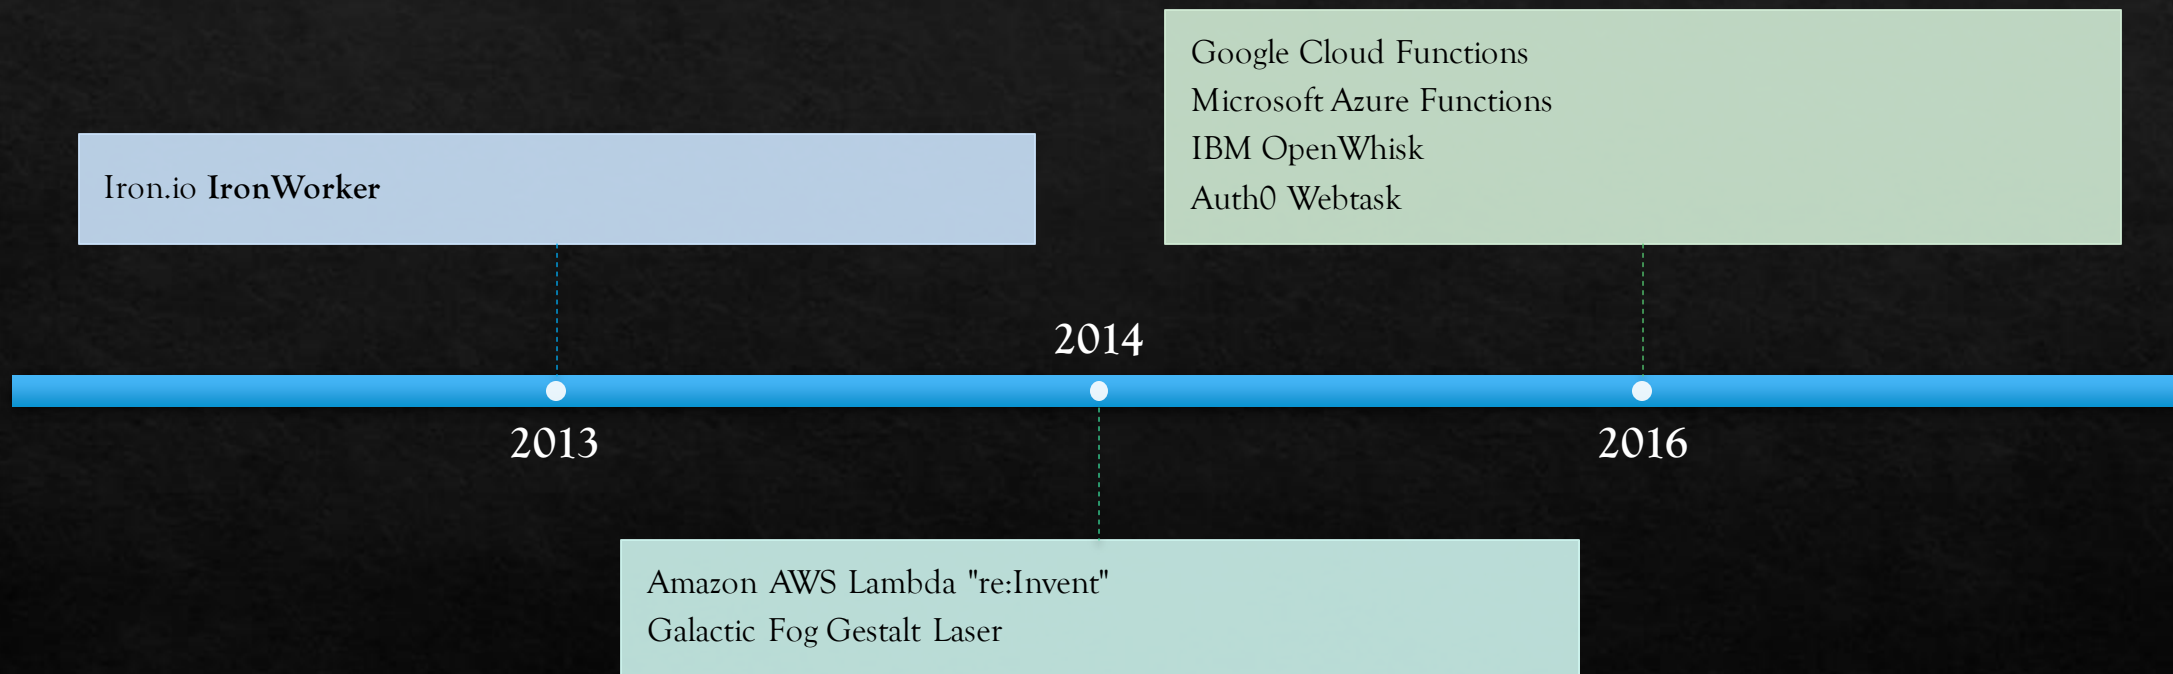 Google Cloud Functions
Microsoft Azure Functions
IBM OpenWhisk
Auth0 Webtask
Iron.io IronWorker
2014
2013
2016
Amazon AWS Lambda "re:Invent"
Galactic Fog Gestalt Laser